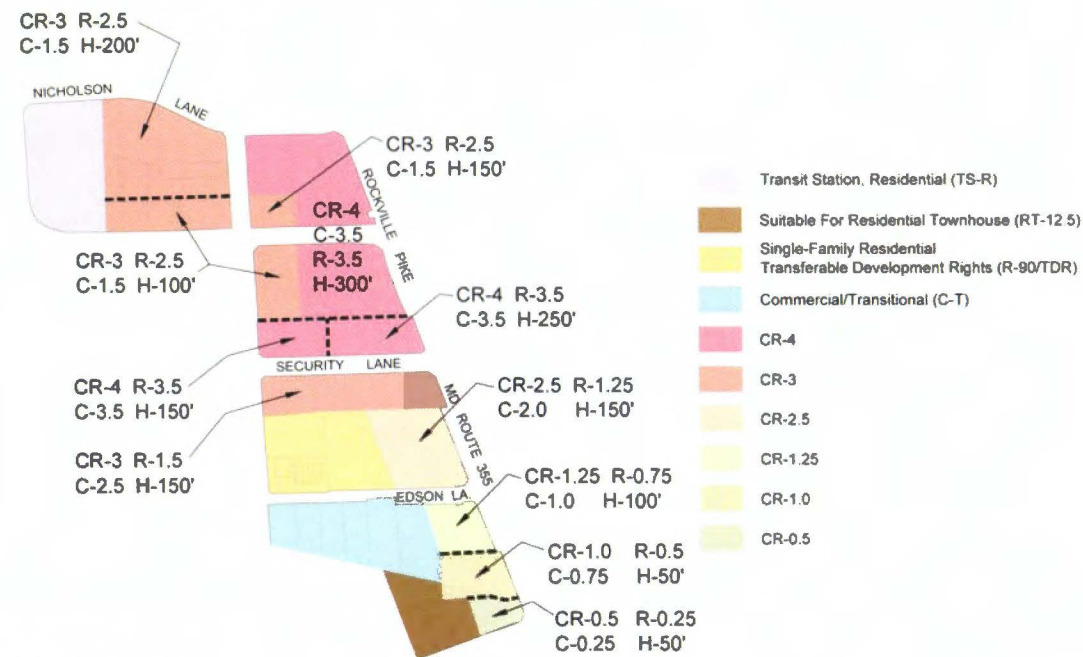 CR-3 R-2.5
C-1.5 H-200'
NICHOLSON
LANE
CR-3 R-2.5
C-1.5 H-150'
ROCKVILLE PIKE
CR-4
C-3.5
R-3.5
H-300'
CR-3 R-2.5
C-1.5 H-100'
CR-4 R-3.5
C-3.5 H-250'
SECURITY LANE
CR-4 R-3.5
C-3.5 H-150'
CR-2.5 R-1.25
C-2.0 H-150'
MD ROUTE 355
CR-3 R-1.5
C-2.5 H-150'
CR-1.25 R-0.75
C-1.0 H-100'
EDSON LA.
CR-1.0 R-0.5
C-0.75 H-50'
CR-0.5 R-0.25
C-0.25 H-50'
Transit Station, Residential (TS-R)
Suitable For Residential Townhouse (RT-12.5)
Single-Family Residential
Transferable Development Rights (R-90/TDR)
Commercial/Transitional (C-T)
CR-4
CR-3
CR-2.5
CR-1.25
CR-1.0
CR-0.5